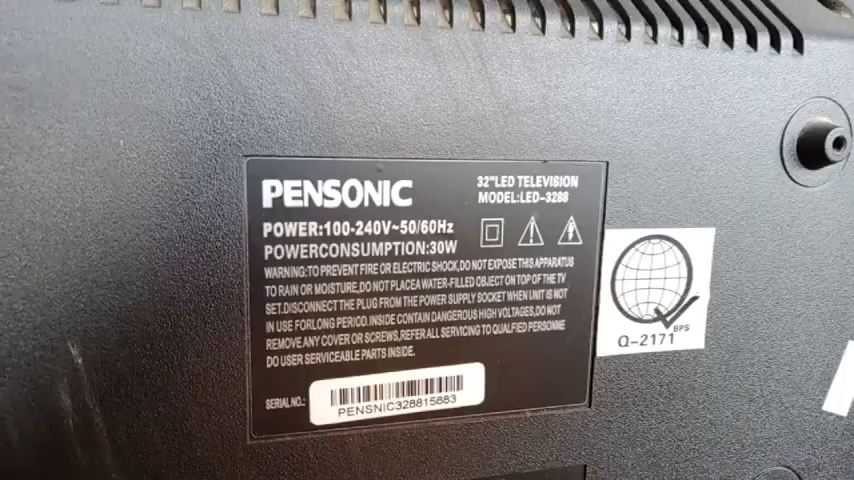 PENSONIC
32"LED TELEVISION
MODEL:LED-3288
POWER:100-240V~50/60Hz
POWERCONSUMPTION:30W
WARNING:TO PREVENT FIRE OR ELECTRIC SHOCK,DO NOT EXPOSE THIS APPARATUS
TO RAIN OR MOISTURE,DO NOT PLACEA WATER-FILLED OBJECT ON TOP OF THE TV
SET.DISCONNECT THE PLUG FROM THE POWER SUPPLY SOCKET WHEN UNIT IS NOT
IN USE FORLONG PERIOD.INSIDE CONTAIN DANGEROUS HIGH VOLTAGES,DO NOT
REMOVE ANY COVER OR SCREWS,REFER ALL SERVICING TO QUALIFIED PERSONNE
DO USER SERVICEABLE PARTS INSIDE.
SERIAL NO.:
PENSNIC328815883
BPS
Q-2171